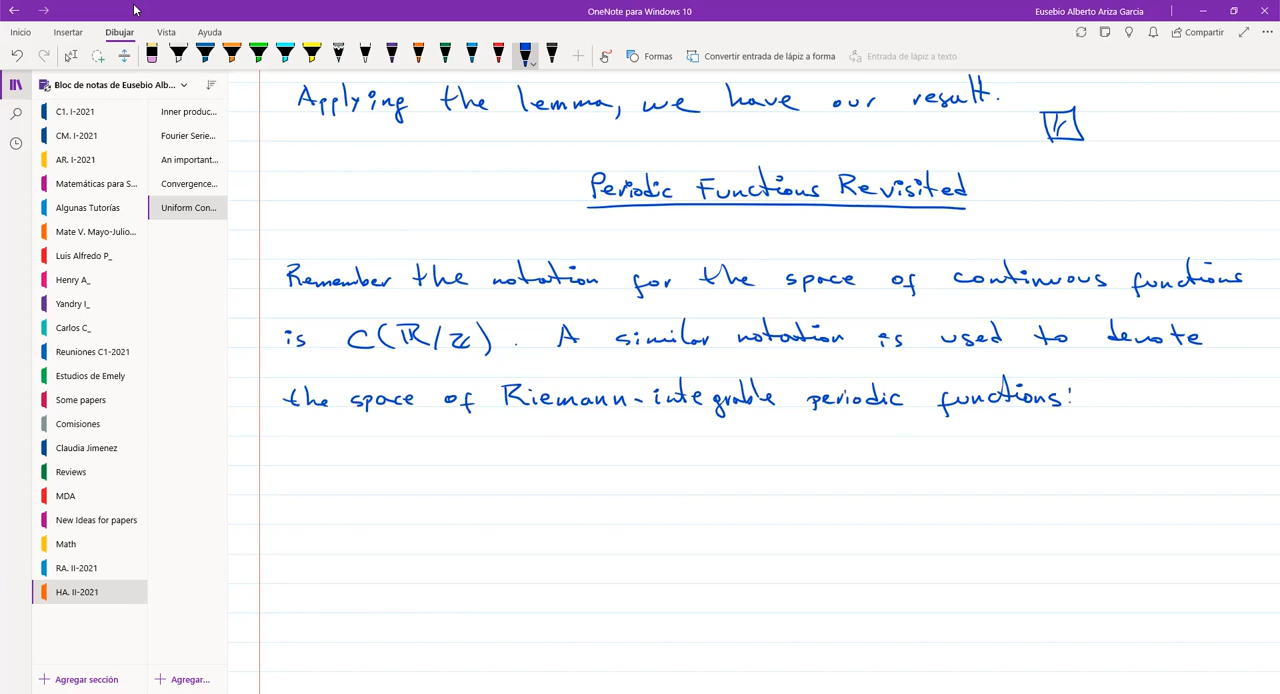 OneNote para Windows 10
Eusebio Alberto Ariza Garcia
Inicio
Insertar
Dibujar
Vista
Ayuda
Compartir
Formas
Convertir entrada de lápiz a forma
Entrada de lápiz a texto
Bloc de notas de Eusebio Alb...
C1. I-2021
CM. I-2021
AR. I-2021
Matemáticas para S...
Algunas Tutorías
Mate V. Mayo-Julio...
Luis Alfredo P_
Henry A_
Yandry I_
Carlos C_
Reuniones C1-2021
Estudios de Emely
Some papers
Comisiones
Claudia Jimenez
Reviews
MDA
New Ideas for papers
Math
RA. II-2021
HA. II-2021
Agregar sección
Inner produc...
Fourier Serie...
An important...
Convergence...
Uniform Con...
Agregar...
Applying the lemma, we have our result.
Periodic Functions Revisited
Remember the notation for the space of continuous functions
is C(ℝ/ℤ). A similar notation is used to denote
the space of Riemann-integrable periodic functions: